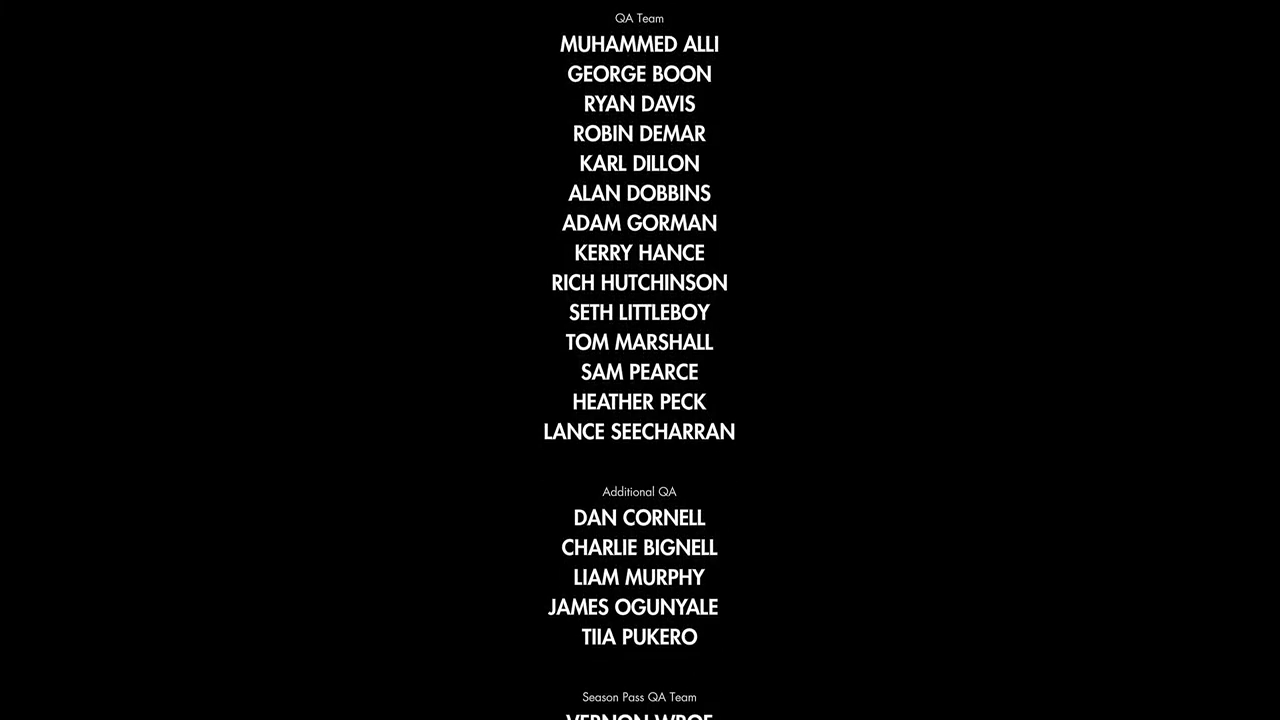 QA Team
MUHAMMED ALLI
GEORGE BOON
RYAN DAVIS
ROBIN DEMAR
KARL DILLON
ALAN DOBBINS
ADAM GORMAN
KERRY HANCE
RICH HUTCHINSON
SETH LITTLEBOY
TOM MARSHALL
SAM PEARCE
HEATHER PECK
LANCE SEECHARRAN
Additional QA
DAN CORNELL
CHARLIE BIGNELL
LIAM MURPHY
JAMES OGUNYALE
TIIA PUKERO
Season Pass QA Team
VERNON